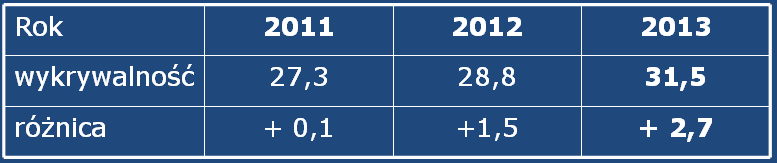 Rok 2011 2012 2013
wykrywalność 27,3 28,8 31,5
różnica + 0,1 +1,5 + 2,7